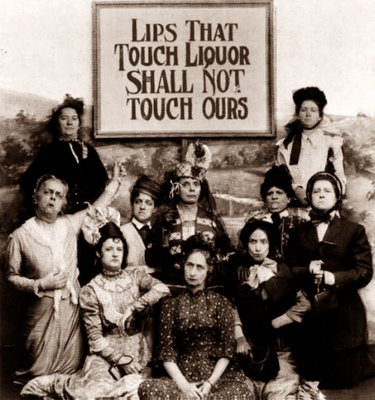 LIPS THAT
TOUCH LIQUOR
SHALL NOT
TOUCH OURS